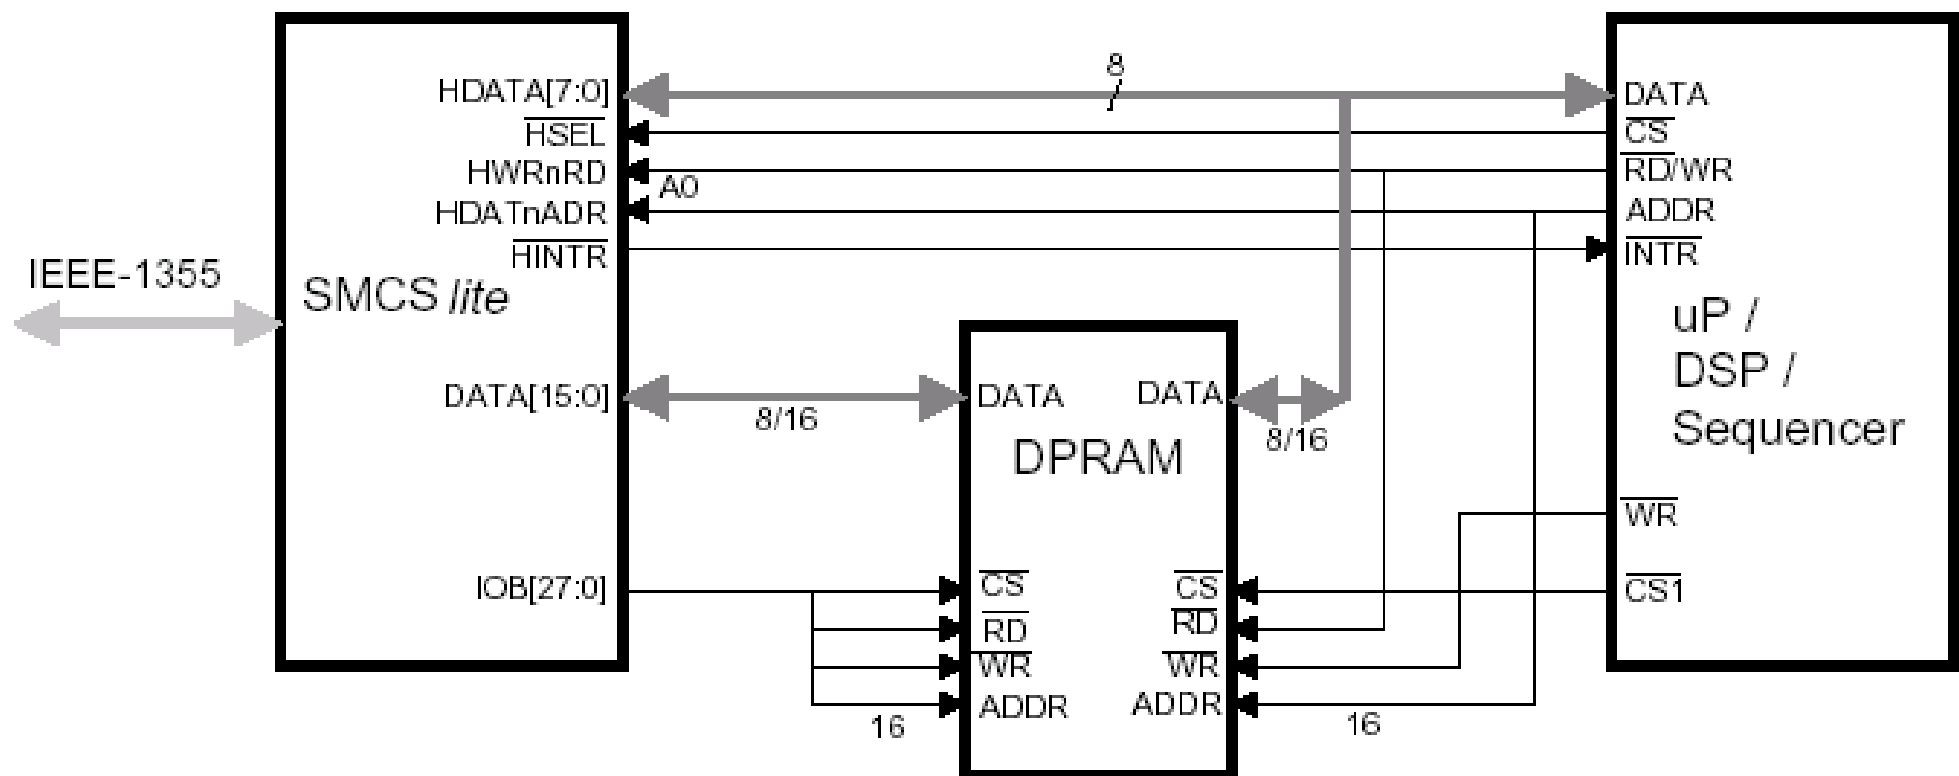 8
HDATA[7:0]
DATA
HSEL
CS
HWRnRD
RD/WR
A0
HDATnADR
ADDR
HINTR
INTR
IEEE-1355
SMCS lite
uP /
DSP /
Sequencer
DATA[15:0]
8/16
DATA
DATA
8/16
DPRAM
WR
IOB[27:0]
CS
CS
CS1
RD
RD
WR
WR
ADDR
ADDR
16
16